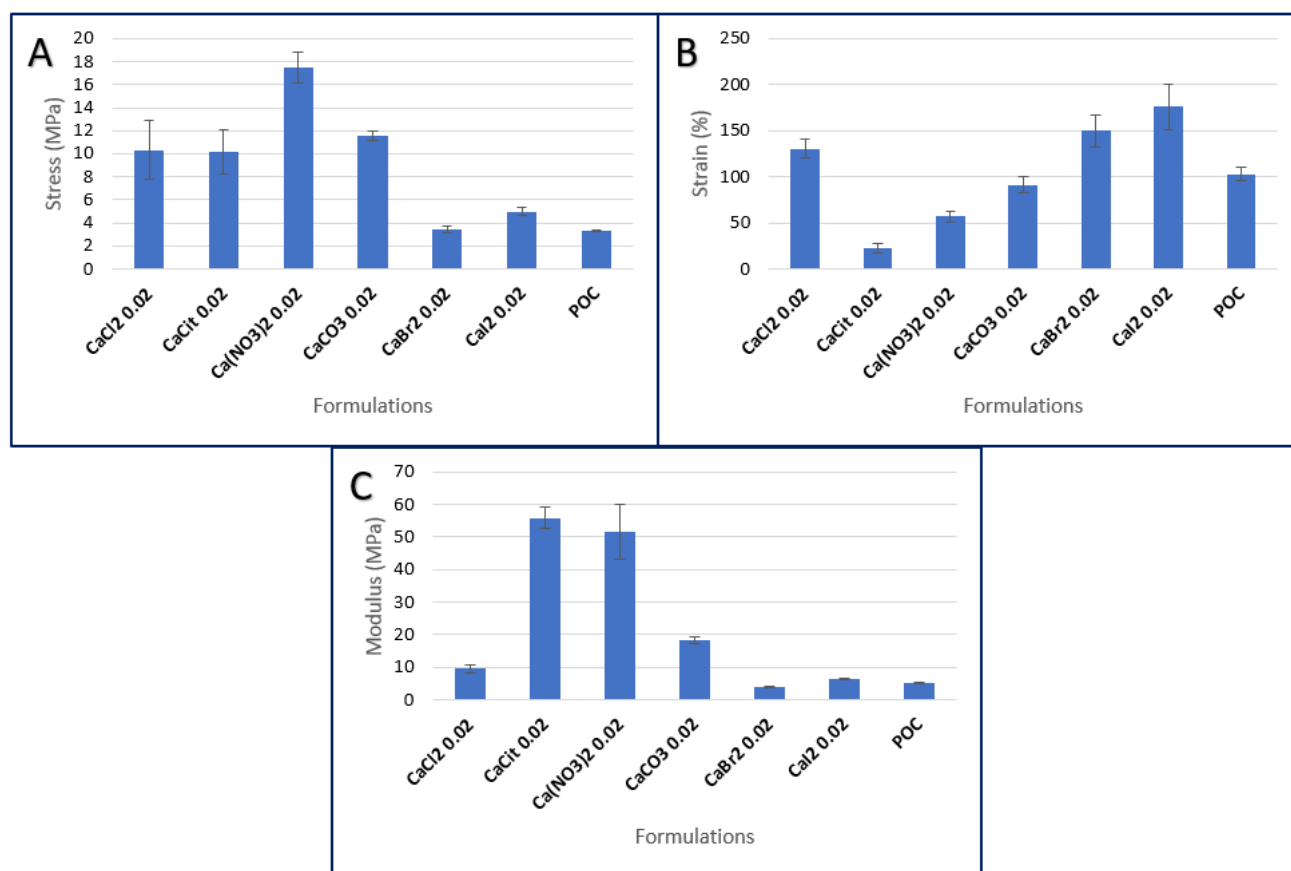 A
Stress (MPa)
20
18
16
14
12
10
8
6
4
2
0
CaCl2 0.02
CaCit 0.02
Ca(NO3)2 0.02
CaCO3 0.02
CaBr2 0.02
CaI2 0.02
POC
Formulations
B
Strain (%)
250
200
150
100
50
0
CaCl2 0.02
CaCit 0.02
Ca(NO3)2 0.02
CaCO3 0.02
CaBr2 0.02
CaI2 0.02
POC
Formulations
C
Modulus (MPa)
70
60
50
40
30
20
10
0
CaCl2 0.02
CaCit 0.02
Ca(NO3)2 0.02
CaCO3 0.02
CaBr2 0.02
CaI2 0.02
POC
Formulations